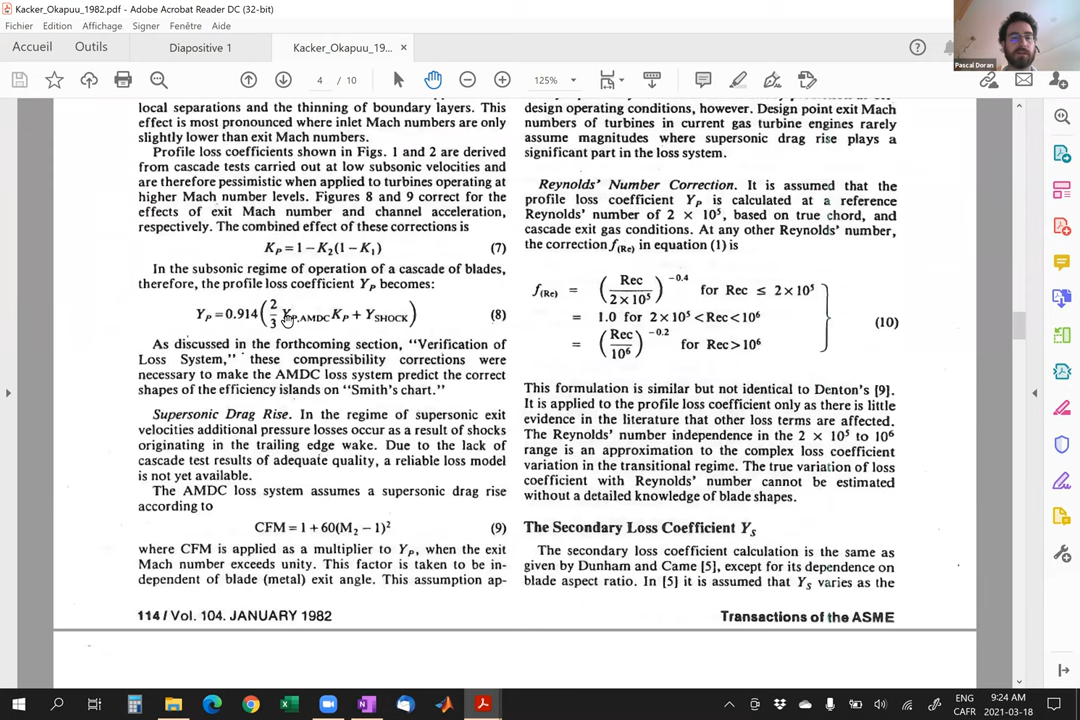 Kacker_Okapuu_1982.pdf - Adobe Acrobat Reader DC (32-bit)
Fichier Edition Affichage Signer Fenêtre Aide
Accueil Outils Diapositive 1 Kacker_Okapuu_19... ×
4 / 10 125%
Pascal Doran
slightly lower than exit Mach numbers.
local separations and the thinning of boundary layers. This
effect is most pronounced where inlet Mach numbers are only
Profile loss coefficients shown in Figs. 1 and 2 are derived
from cascade tests carried out at low subsonic velocities and
are therefore pessimistic when applied to turbines operating at
higher Mach number levels. Figures 8 and 9 correct for the
effects of exit Mach number and channel acceleration,
respectively. The combined effect of these corrections is
K_P = 1 − K₂(1 − K₁) (7)
In the subsonic regime of operation of a cascade of blades,
therefore, the profile loss coefficient Y_P becomes:
Y_P = 0.914(2/3 Y_P,AMDC K_P + Y_SHOCK) (8)
As discussed in the forthcoming section, "Verification of
Loss System," these compressibility corrections were
necessary to make the AMDC loss system predict the correct
shapes of the efficiency islands on "Smith's chart."
Supersonic Drag Rise. In the regime of supersonic exit
velocities additional pressure losses occur as a result of shocks
originating in the trailing edge wake. Due to the lack of
cascade test results of adequate quality, a reliable loss model
is not yet available.
The AMDC loss system assumes a supersonic drag rise
according to
CFM = 1 + 60(M₂ − 1)² (9)
where CFM is applied as a multiplier to Y_P, when the exit
Mach number exceeds unity. This factor is taken to be in-
dependent of blade (metal) exit angle. This assumption ap-
114 / Vol. 104, JANUARY 1982
design operating conditions, however. Design point exit Mach
numbers of turbines in current gas turbine engines rarely
assume magnitudes where supersonic drag rise plays a
significant part in the loss system.
Reynolds' Number Correction. It is assumed that the
profile loss coefficient Y_P is calculated at a reference
Reynolds' number of 2 × 10⁵, based on true chord, and
cascade exit gas conditions. At any other Reynolds' number,
the correction f_(Re) in equation (1) is
f_(Re) = (Rec / 2×10⁵)^−0.4 for Rec ≤ 2×10⁵
= 1.0 for 2×10⁵ < Rec < 10⁶ (10)
= (Rec / 10⁶)^−0.2 for Rec > 10⁶
This formulation is similar but not identical to Denton's [9].
It is applied to the profile loss coefficient only as there is little
evidence in the literature that other loss terms are affected.
The Reynolds' number independence in the 2 × 10⁵ to 10⁶
range is an approximation to the complex loss coefficient
variation in the transitional regime. The true variation of loss
coefficient with Reynolds' number cannot be estimated
without a detailed knowledge of blade shapes.
The Secondary Loss Coefficient Y_S
The secondary loss coefficient calculation is the same as
given by Dunham and Came [5], except for its dependence on
blade aspect ratio. In [5] it is assumed that Y_S varies as the
Transactions of the ASME
ENG
CAFR
9:24 AM
2021-03-18